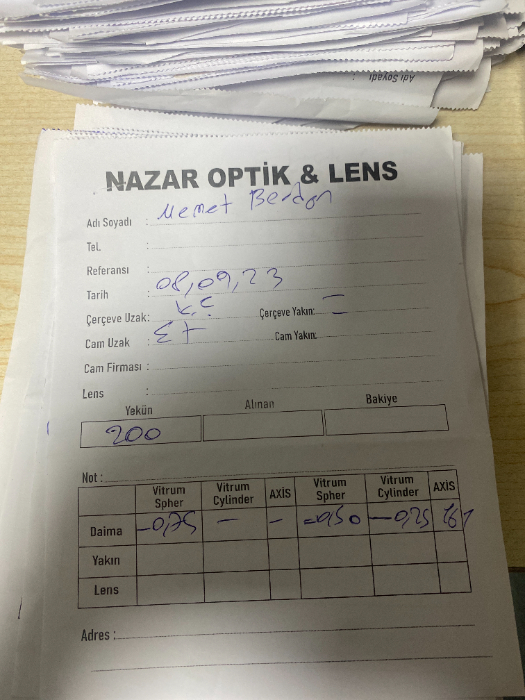 Adı Soyadı :
NAZAR OPTİK & LENS
Adı Soyadı : Memet Berdan
Tel. :
Referansı :
Tarih : 08,09,23
Çerçeve Uzak: K.Ç Çerçeve Yakın: —
Cam Uzak : Cam Yakın:
Cam Firması :
Lens :
Yekün Alınan Bakiye
200
Not :
Vitrum Spher Vitrum Cylinder AXİS Vitrum Spher Vitrum Cylinder AXİS
Daima -0,75 — — -0,50 -0,25 161
Yakın
Lens
Adres :